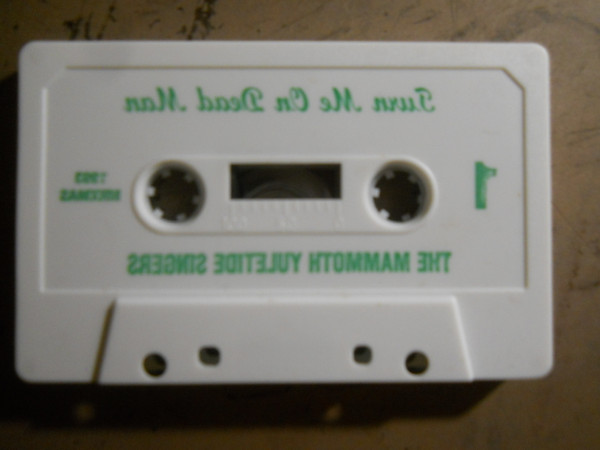 Turn Me On Dead Man
1
THE MAMMOTH YULETIDE SINGERS